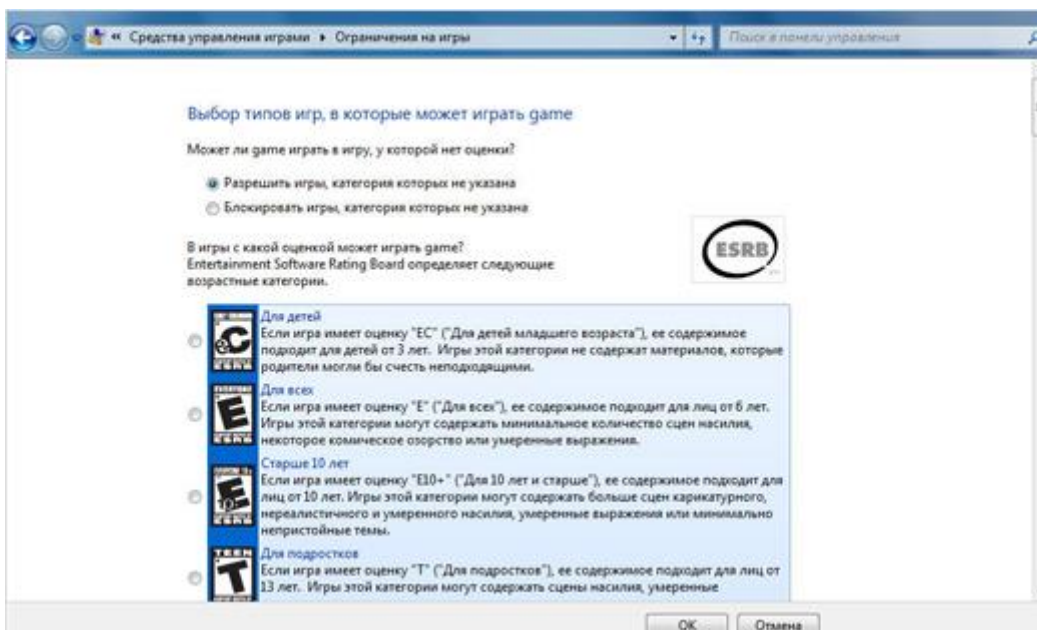 « Средства управления играми ▸ Ограничения на игры
Поиск в панели управления
Выбор типов игр, в которые может играть game
Может ли game играть в игру, у которой нет оценки?
Разрешить игры, категория которых не указана
Блокировать игры, категория которых не указана
В игры с какой оценкой может играть game?
Entertainment Software Rating Board определяет следующие
возрастные категории.
ESRB
Для детей
Если игра имеет оценку "EC" ("Для детей младшего возраста"), ее содержимое
подходит для детей от 3 лет. Игры этой категории не содержат материалов, которые
родители могли бы счесть неподходящими.
Для всех
Если игра имеет оценку "E" ("Для всех"), ее содержимое подходит для лиц от 6 лет.
Игры этой категории могут содержать минимальное количество сцен насилия,
некоторое комическое озорство или умеренные выражения.
Старше 10 лет
Если игра имеет оценку "E10+" ("Для 10 лет и старше"), ее содержимое подходит для
лиц от 10 лет. Игры этой категории могут содержать больше сцен карикатурного,
нереалистичного и умеренного насилия, умеренные выражения или минимально
непристойные темы.
TEEN
T
Для подростков
Если игра имеет оценку "T" ("Для подростков"), ее содержимое подходит для лиц от
13 лет. Игры этой категории могут содержать сцены насилия, умеренные
OK
Отмена